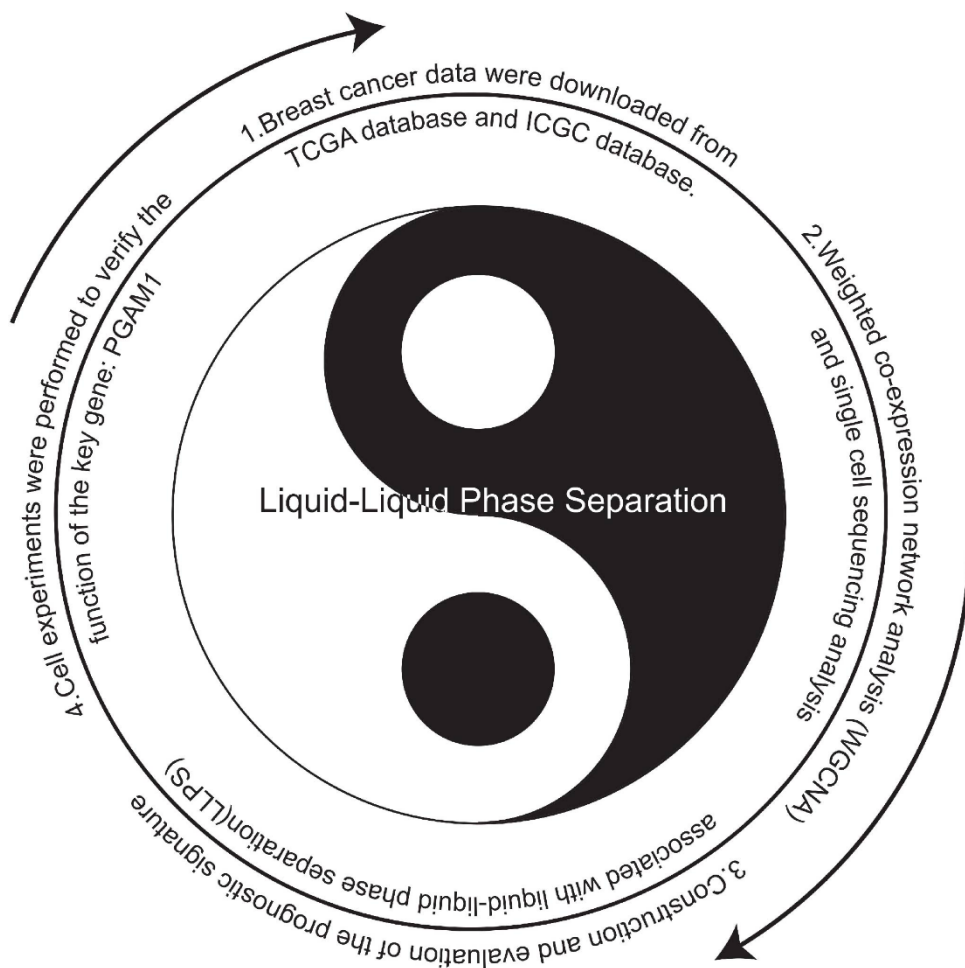 1.Breast cancer data were downloaded from
TCGA database and ICGC database.
2.Weighted co-expression network analysis (WGCNA)
and single cell sequencing analysis
3.Construction and evaluation of the prognostic signature
associated with liquid-liquid phase separation(LLPS)
4.Cell experiments were performed to verify the
function of the key gene: PGAM1
Liquid-Liquid Phase Separation